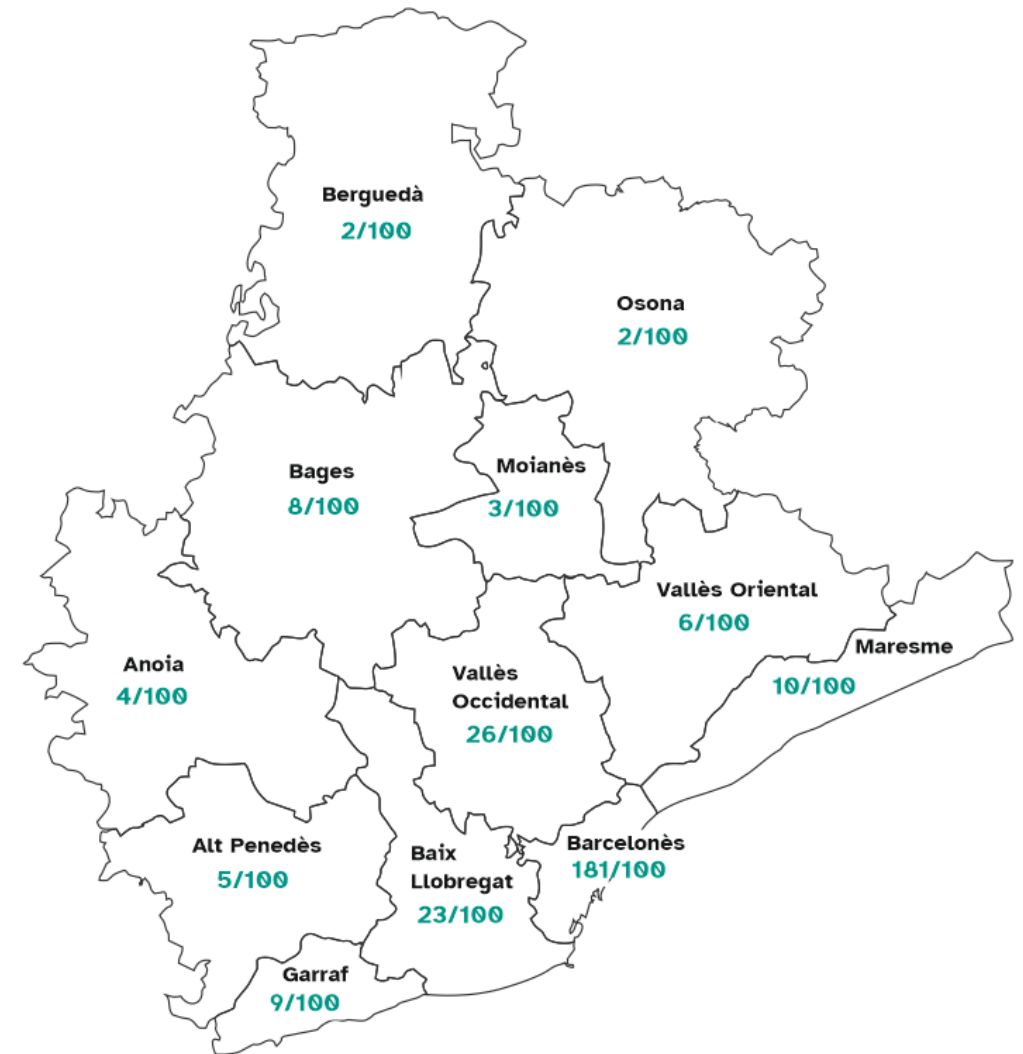 Berguedà
2/100
Osona
2/100
Bages
8/100
Moianès
3/100
Vallès Oriental
6/100
Maresme
10/100
Anoia
4/100
Vallès
Occidental
26/100
Alt Penedès
5/100
Baix
Llobregat
23/100
Barcelonès
181/100
Garraf
9/100